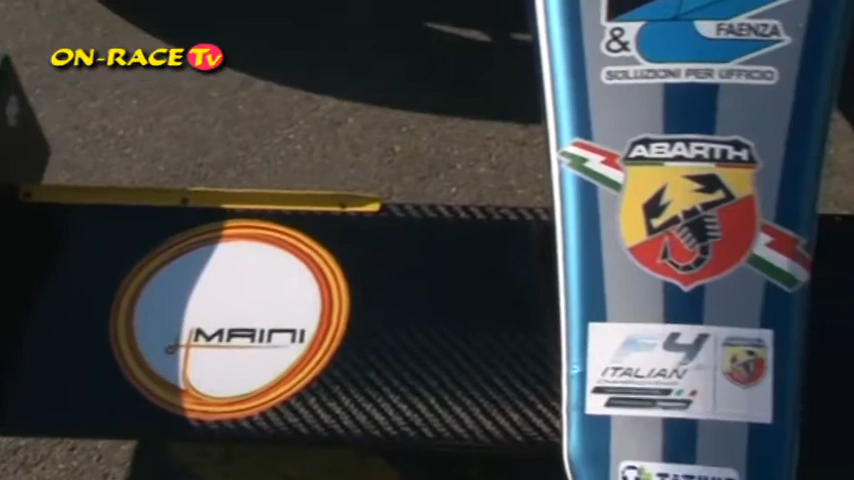 ON-RACE Tv
& FAENZA
SOLUZIONI PER UFFICIO
ABARTH
MAINI
F4
ITALIAN